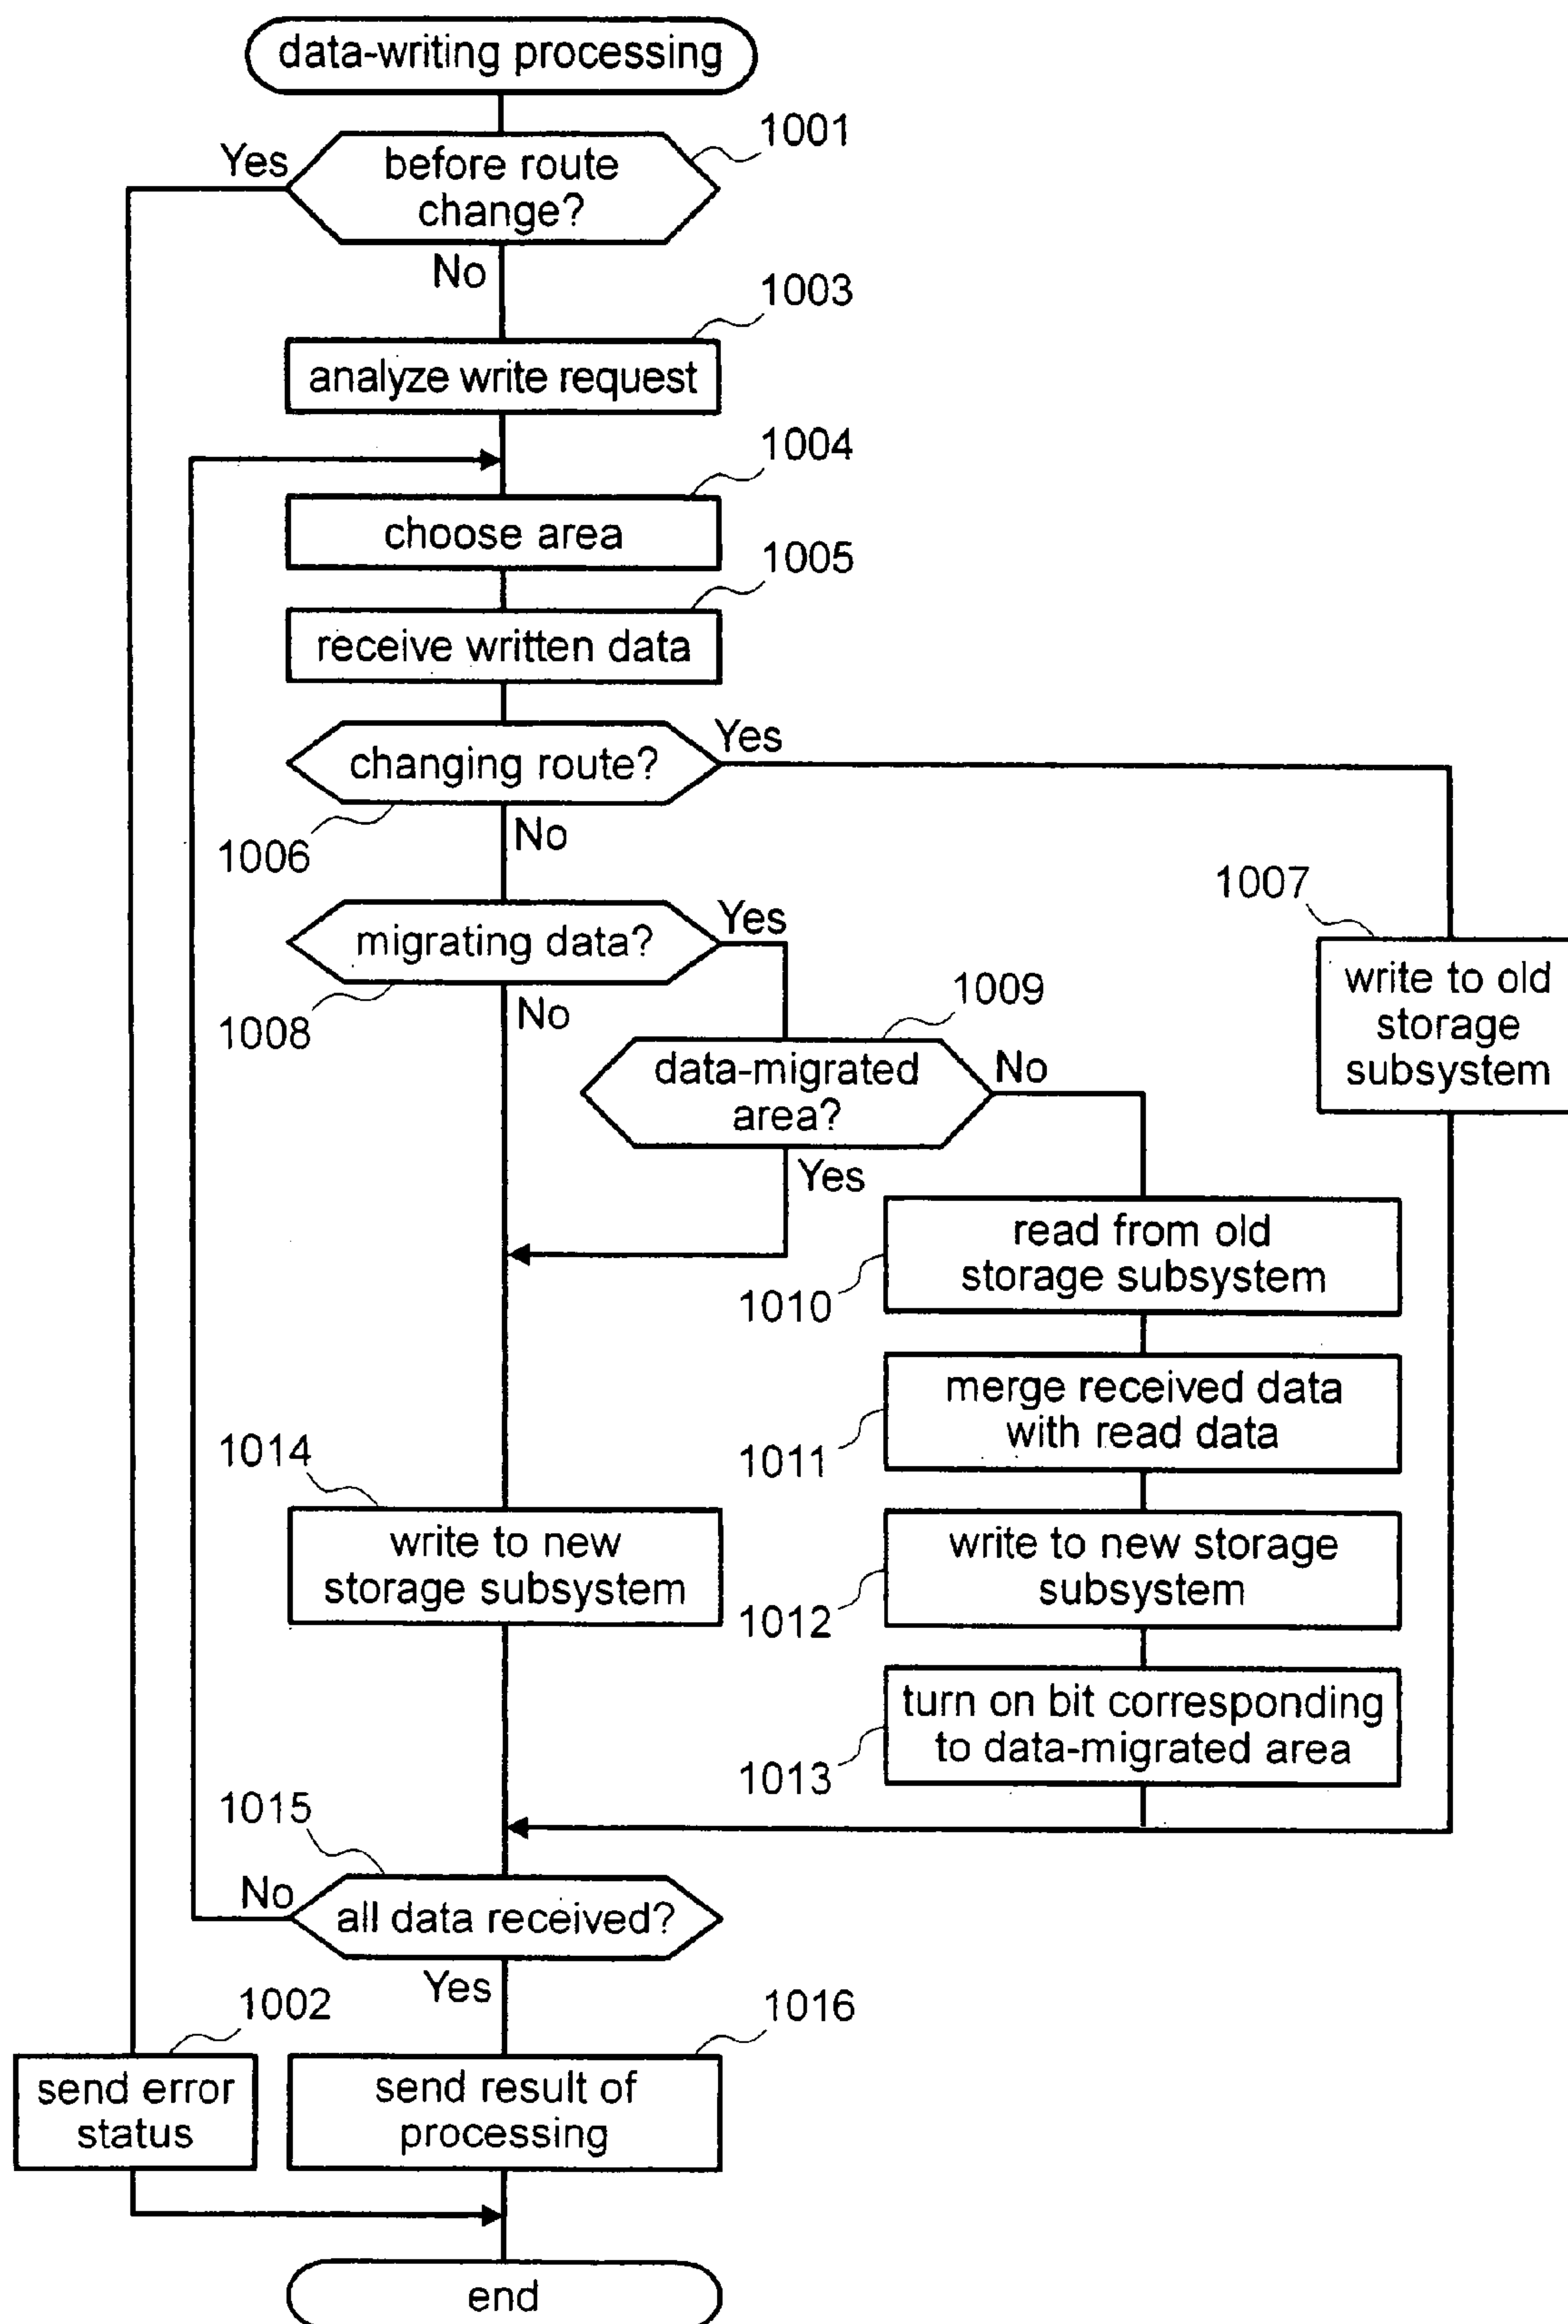 data-writing processing
1001
Yes
before route
change?
No
1003
analyze write request
1004
choose area
1005
receive written data
changing route?
Yes
1006
No
1007
migrating data?
Yes
1008
No
1009
write to old
storage
subsystem
data-migrated
area?
No
Yes
read from old
storage subsystem
1010
merge received data
with read data
1011
1014
write to new
storage subsystem
write to new storage
subsystem
1012
turn on bit corresponding
to data-migrated area
1013
1015
No
all data received?
Yes
1002
1016
send error
status
send result of
processing
end